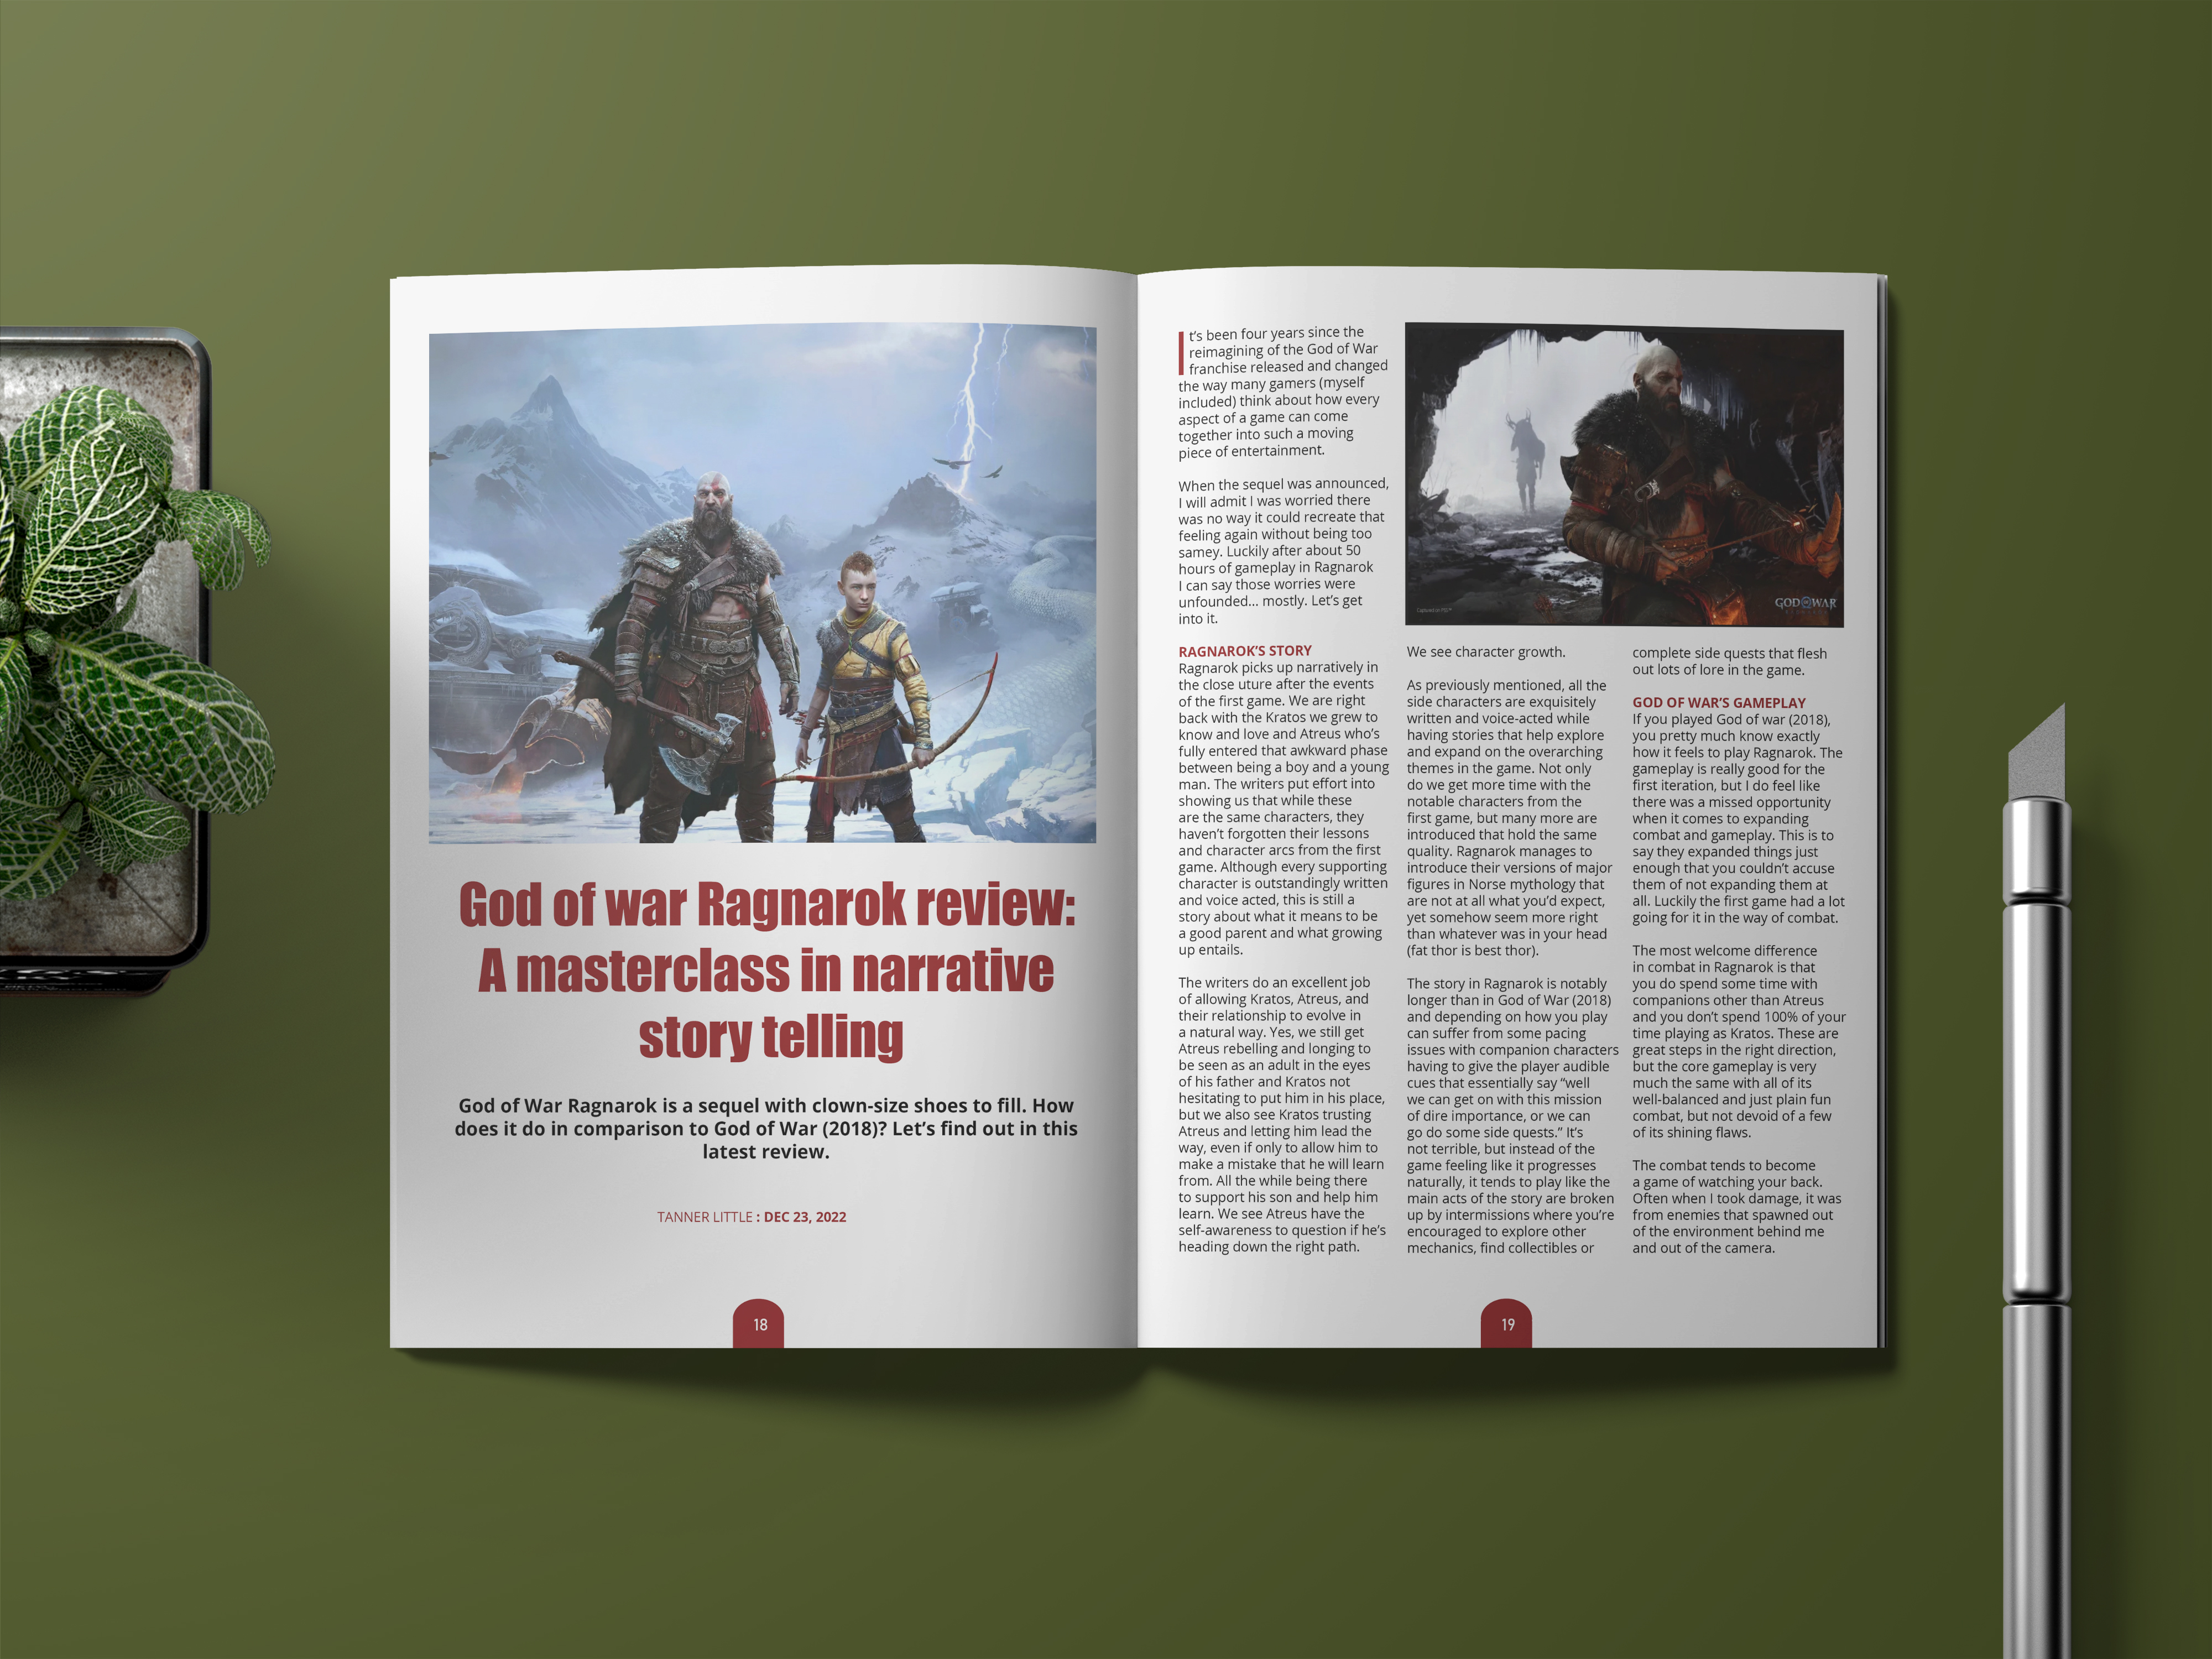 God of war Ragnarok review:
A masterclass in narrative
story telling
God of War Ragnarok is a sequel with clown-size shoes to fill. How
does it do in comparison to God of War (2018)? Let's find out in this
latest review.
TANNER LITTLE : DEC 23, 2022
18
It's been four years since the
reimagining of the God of War
franchise released and changed
the way many gamers (myself
included) think about how every
aspect of a game can come
together into such a moving
piece of entertainment.
When the sequel was announced,
I will admit I was worried there
was no way it could recreate that
feeling again without being too
samey. Luckily after about 50
hours of gameplay in Ragnarok
I can say those worries were
unfounded... mostly. Let's get
into it.
RAGNAROK'S STORY
Ragnarok picks up narratively in
the close uture after the events
of the first game. We are right
back with the Kratos we grew to
know and love and Atreus who's
fully entered that awkward phase
between being a boy and a young
man. The writers put effort into
showing us that while these
are the same characters, they
haven't forgotten their lessons
and character arcs from the first
game. Although every supporting
character is outstandingly written
and voice acted, this is still a
story about what it means to be
a good parent and what growing
up entails.
The writers do an excellent job
of allowing Kratos, Atreus, and
their relationship to evolve in
a natural way. Yes, we still get
Atreus rebelling and longing to
be seen as an adult in the eyes
of his father and Kratos not
hesitating to put him in his place,
but we also see Kratos trusting
Atreus and letting him lead the
way, even if only to allow him to
make a mistake that he will learn
from. All the while being there
to support his son and help him
learn. We see Atreus have the
self-awareness to question if he's
heading down the right path.
Captured on PS5™
GOD OF WAR
We see character growth.
As previously mentioned, all the
side characters are exquisitely
written and voice-acted while
having stories that help explore
and expand on the overarching
themes in the game. Not only
do we get more time with the
notable characters from the
first game, but many more are
introduced that hold the same
quality. Ragnarok manages to
introduce their versions of major
figures in Norse mythology that
are not at all what you'd expect,
yet somehow seem more right
than whatever was in your head
(fat thor is best thor).
The story in Ragnarok is notably
longer than in God of War (2018)
and depending on how you play
can suffer from some pacing
issues with companion characters
having to give the player audible
cues that essentially say “well
we can get on with this mission
of dire importance, or we can
go do some side quests.” It's
not terrible, but instead of the
game feeling like it progresses
naturally, it tends to play like the
main acts of the story are broken
up by intermissions where you're
encouraged to explore other
mechanics, find collectibles or
complete side quests that flesh
out lots of lore in the game.
GOD OF WAR'S GAMEPLAY
If you played God of war (2018),
you pretty much know exactly
how it feels to play Ragnarok. The
gameplay is really good for the
first iteration, but I do feel like
there was a missed opportunity
when it comes to expanding
combat and gameplay. This is to
say they expanded things just
enough that you couldn't accuse
them of not expanding them at
all. Luckily the first game had a lot
going for it in the way of combat.
The most welcome difference
in combat in Ragnarok is that
you do spend some time with
companions other than Atreus
and you don't spend 100% of your
time playing as Kratos. These are
great steps in the right direction,
but the core gameplay is very
much the same with all of its
well-balanced and just plain fun
combat, but not devoid of a few
of its shining flaws.
The combat tends to become
a game of watching your back.
Often when I took damage, it was
from enemies that spawned out
of the environment behind me
and out of the camera.
19